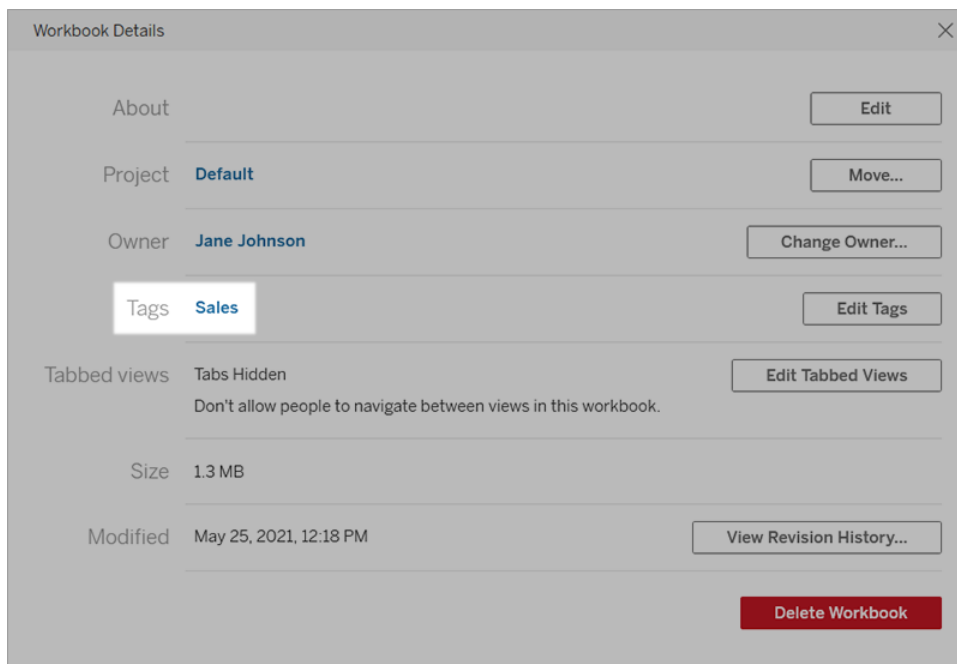 Workbook Details
About Edit
Project Default Move...
Owner Jane Johnson Change Owner...
Tags Sales Edit Tags
Tabbed views Tabs Hidden Edit Tabbed Views
Don't allow people to navigate between views in this workbook.
Size 1.3 MB
Modified May 25, 2021, 12:18 PM View Revision History...
Delete Workbook